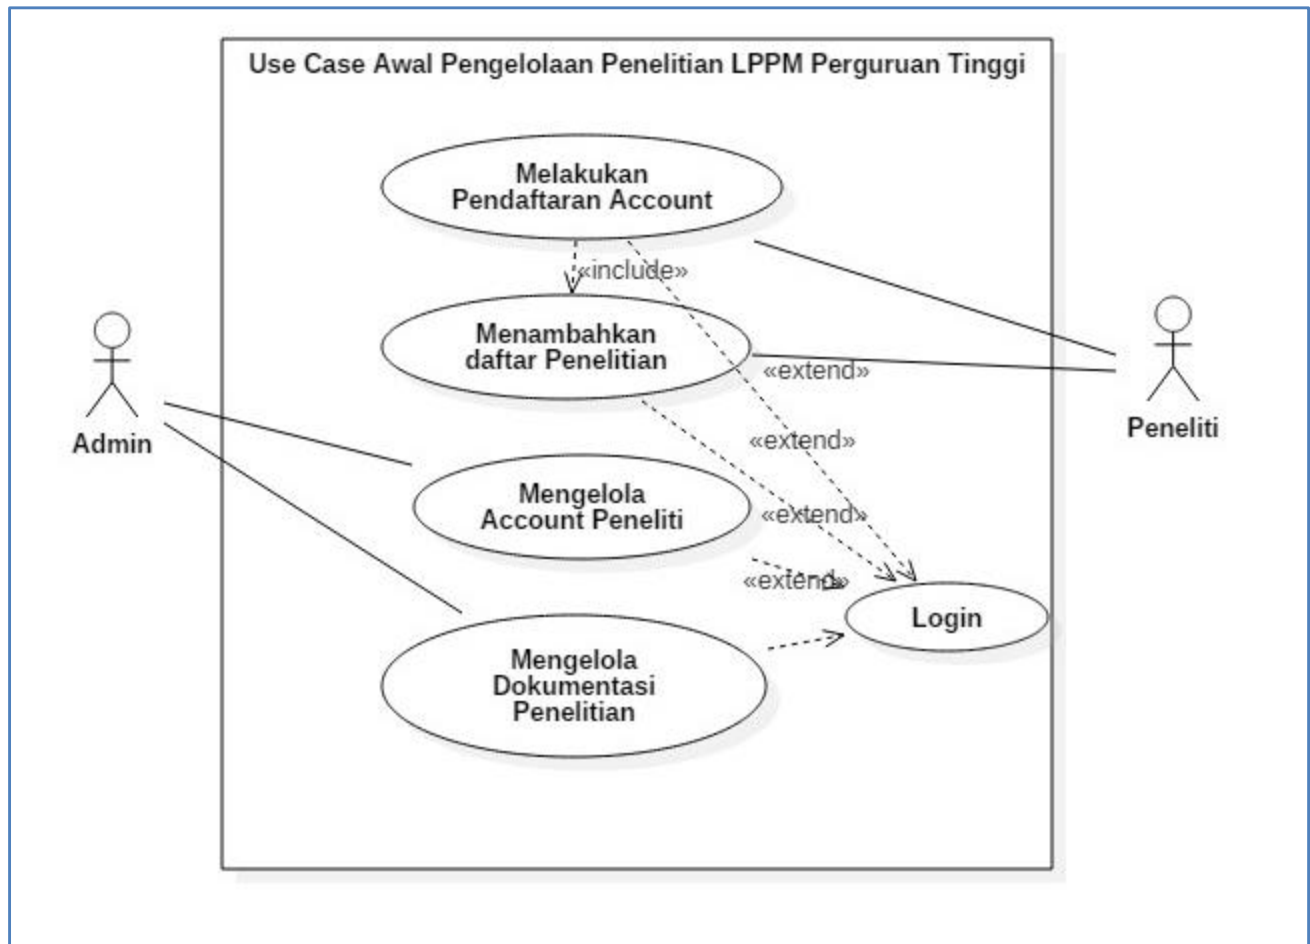 Use Case Awal Pengelolaan Penelitian LPPM Perguruan Tinggi
Melakukan
Pendaftaran Account
«include»
Menambahkan
daftar Penelitian
«extend»
Admin
Peneliti
«extend»
Mengelola
Account Peneliti
«extend»
«extend»
Login
Mengelola
Dokumentasi
Penelitian